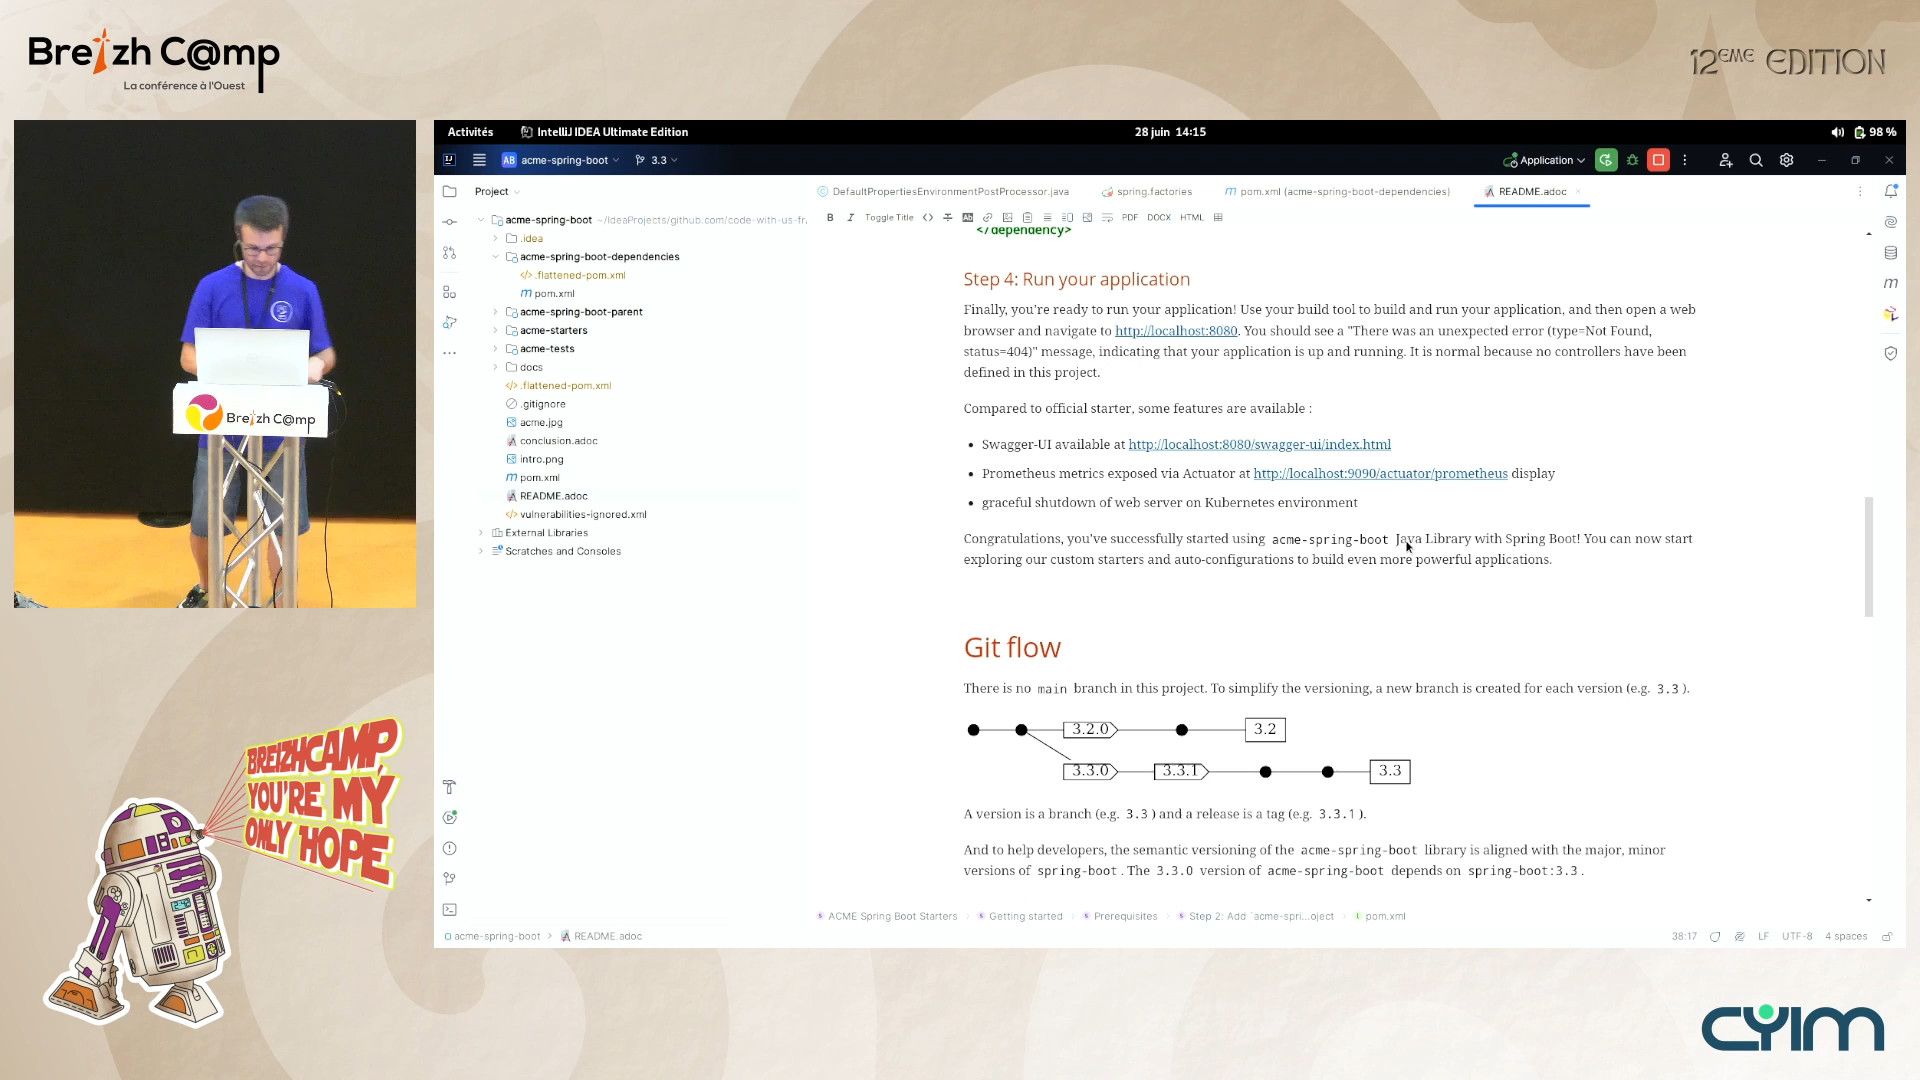 Breizh C@mp
La conférence à l'Ouest
12ÈME EDITION
Activités IntelliJ IDEA Ultimate Edition 28 juin 14:15 98 %
AB acme-spring-boot 3.3 Application
Project
DefaultPropertiesEnvironmentPostProcessor.java spring.factories pom.xml (acme-spring-boot-dependencies) README.adoc
B I Toggle Title PDF DOCX HTML
acme-spring-boot ~/IdeaProjects/github.com/code-with-us-fr
.idea
acme-spring-boot-dependencies
.flattened-pom.xml
pom.xml
acme-spring-boot-parent
acme-starters
acme-tests
docs
.flattened-pom.xml
.gitignore
acme.jpg
conclusion.adoc
intro.png
pom.xml
README.adoc
vulnerabilities-ignored.xml
External Libraries
Scratches and Consoles
</dependency>
Step 4: Run your application
Finally, you're ready to run your application! Use your build tool to build and run your application, and then open a web
browser and navigate to http://localhost:8080. You should see a "There was an unexpected error (type=Not Found,
status=404)" message, indicating that your application is up and running. It is normal because no controllers have been
defined in this project.
Compared to official starter, some features are available :
• Swagger-UI available at http://localhost:8080/swagger-ui/index.html
• Prometheus metrics exposed via Actuator at http://localhost:9090/actuator/prometheus display
• graceful shutdown of web server on Kubernetes environment
Congratulations, you've successfully started using acme-spring-boot Java Library with Spring Boot! You can now start
exploring our custom starters and auto-configurations to build even more powerful applications.
Git flow
There is no main branch in this project. To simplify the versioning, a new branch is created for each version (e.g. 3.3 ).
3.2.0 3.2
3.3.0 3.3.1 3.3
A version is a branch (e.g. 3.3 ) and a release is a tag (e.g. 3.3.1 ).
And to help developers, the semantic versioning of the acme-spring-boot library is aligned with the major, minor
versions of spring-boot . The 3.3.0 version of acme-spring-boot depends on spring-boot:3.3 .
ACME Spring Boot Starters Getting started Prerequisites Step 2: Add `acme-spri...oject pom.xml
acme-spring-boot > README.adoc 38:17 LF UTF-8 4 spaces
Breizh C@mp
BREIZHCAMP,
YOU'RE MY
ONLY HOPE
CYIM